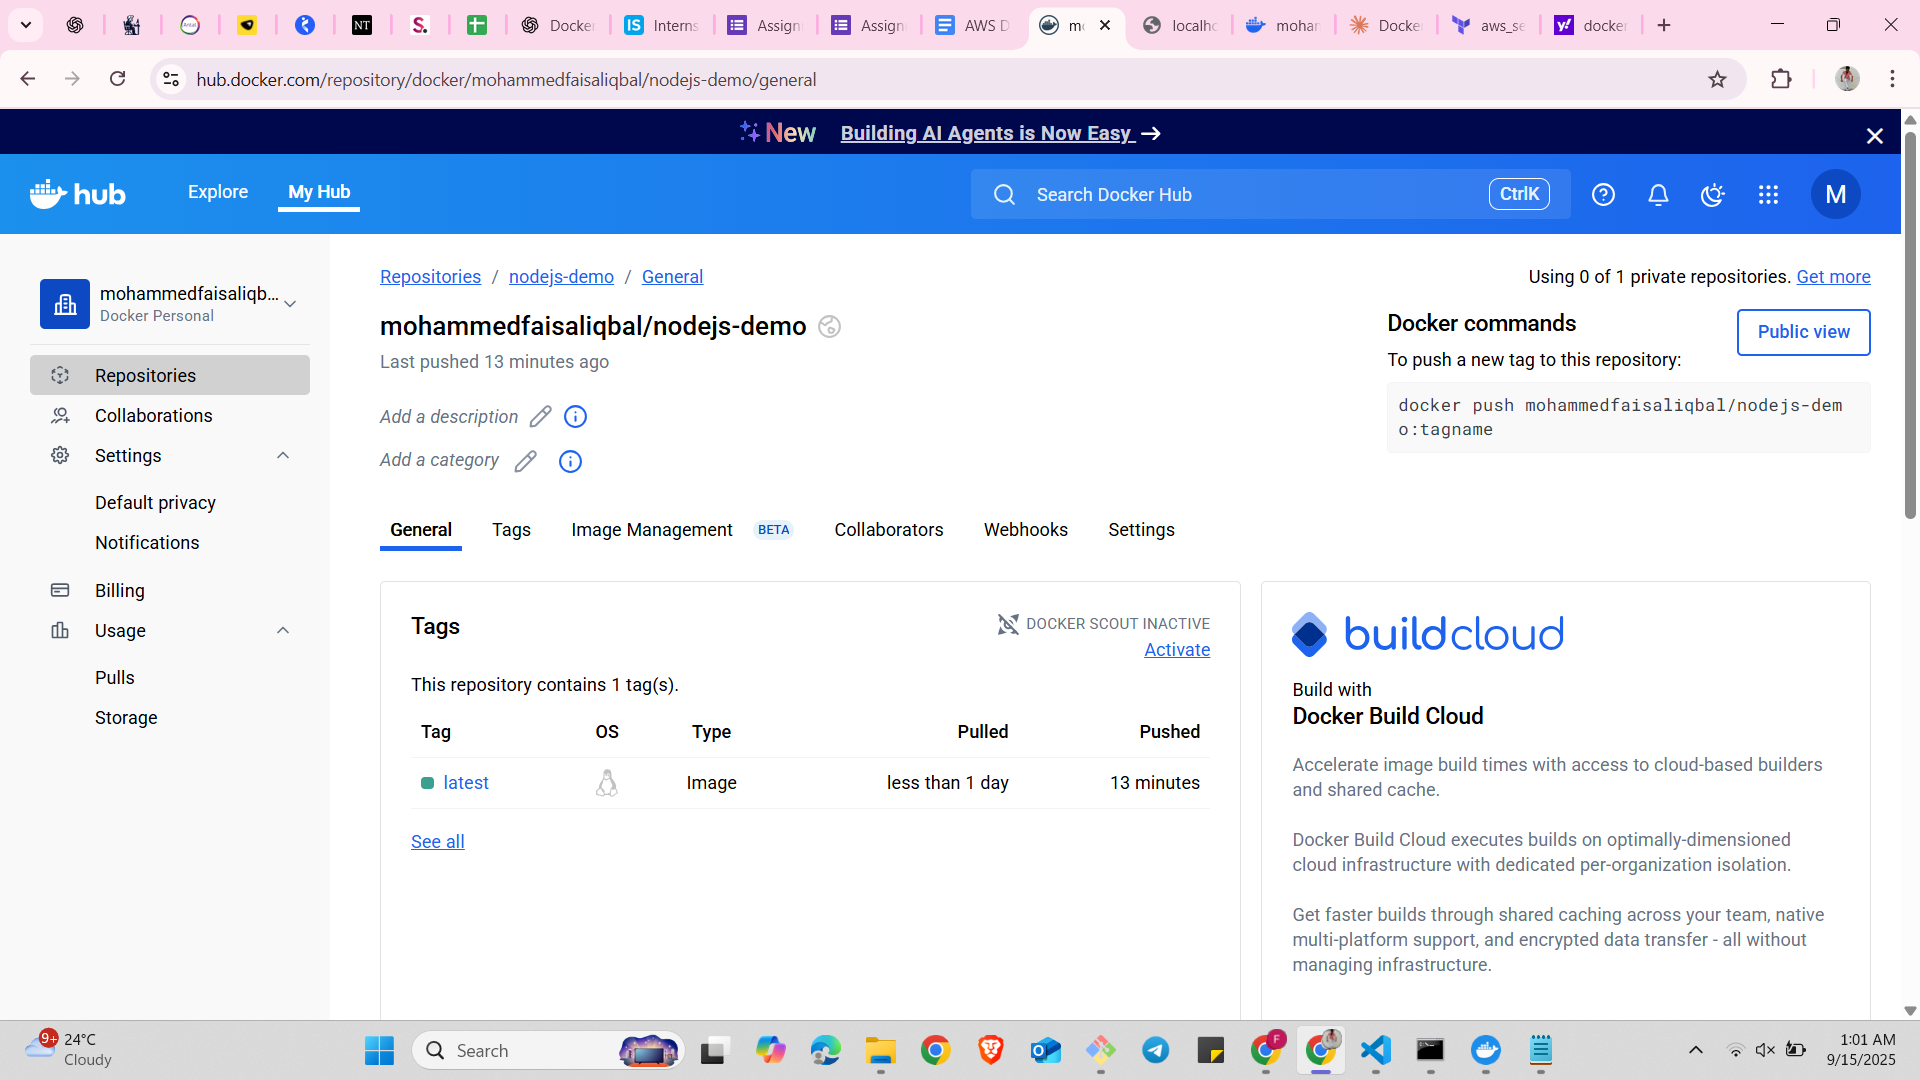 Docker
Interns
Assign
Assign
AWS D
mo
localho
moham
Docker
aws_se
docker
hub.docker.com/repository/docker/mohammedfaisaliqbal/nodejs-demo/general
New Building AI Agents is Now Easy →
hub
Explore
My Hub
Search Docker Hub
CtrlK
M
mohammedfaisaliqb...
Docker Personal
Repositories
Collaborations
Settings
Default privacy
Notifications
Billing
Usage
Pulls
Storage
Repositories / nodejs-demo / General
Using 0 of 1 private repositories. Get more
mohammedfaisaliqbal/nodejs-demo
Last pushed 13 minutes ago
Add a description
Add a category
Docker commands
Public view
To push a new tag to this repository:
docker push mohammedfaisaliqbal/nodejs-dem
o:tagname
General
Tags
Image Management BETA
Collaborators
Webhooks
Settings
Tags
DOCKER SCOUT INACTIVE
Activate
This repository contains 1 tag(s).
Tag OS Type Pulled Pushed
latest Image less than 1 day 13 minutes
See all
buildcloud
Build with
Docker Build Cloud
Accelerate image build times with access to cloud-based builders
and shared cache.
Docker Build Cloud executes builds on optimally-dimensioned
cloud infrastructure with dedicated per-organization isolation.
Get faster builds through shared caching across your team, native
multi-platform support, and encrypted data transfer - all without
managing infrastructure.
9+
24°C
Cloudy
Search
F
1:01 AM
9/15/2025